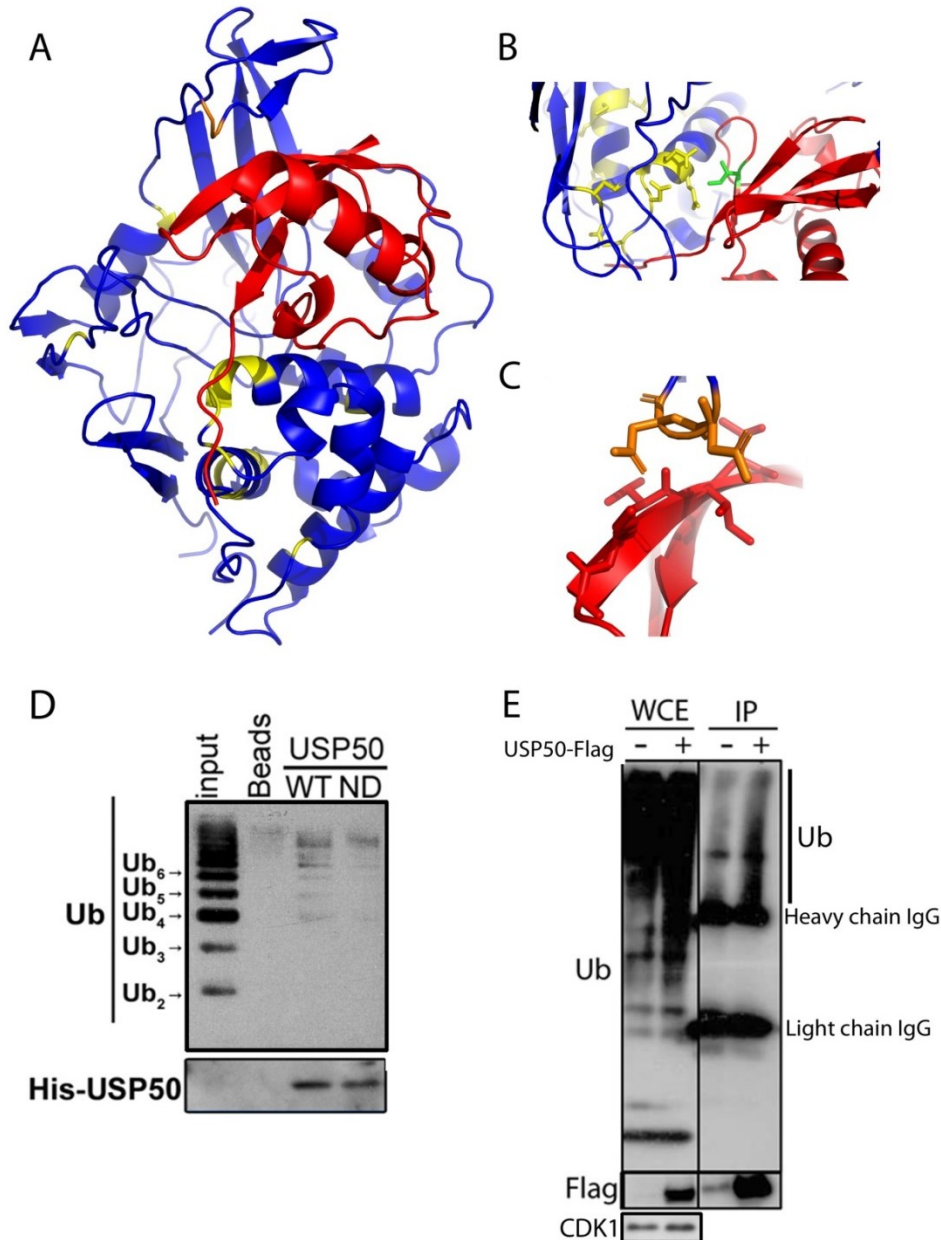 A
B
C
D
input
Beads
USP50
WT ND
Ub
Ub6→
Ub5→
Ub4→
Ub3→
Ub2→
His-USP50
E
WCE IP
USP50-Flag - + - +
Ub
Heavy chain IgG
Ub
Light chain IgG
Flag
CDK1